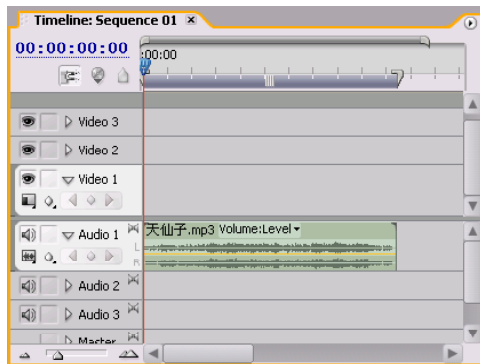 Timeline: Sequence 01
00:00:00:00
:00:00
Video 3
Video 2
Video 1
Audio 1
天仙子.mp3 Volume:Level
L
R
Audio 2
Audio 3
Master